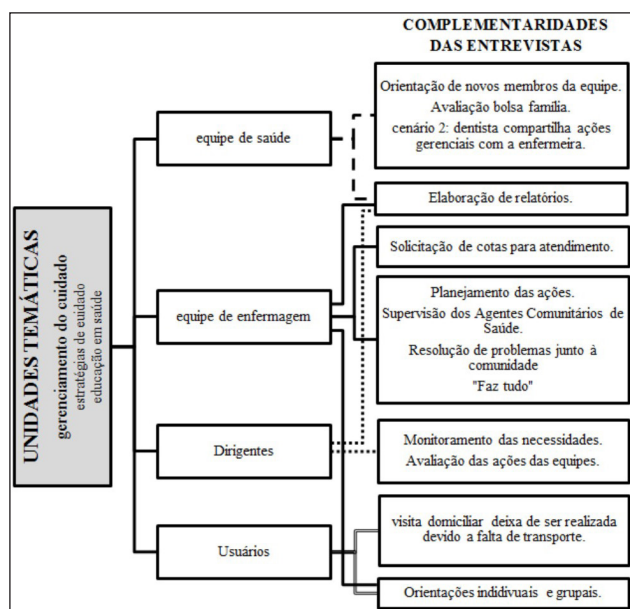 COMPLEMENTARIDADES
DAS ENTREVISTAS
UNIDADES TEMÁTICAS
gerenciamento do cuidado
estratégias de cuidado
educação em saúde
equipe de saúde
equipe de enfermagem
Dirigentes
Usuários
Orientação de novos membros da equipe.
Avaliação bolsa família.
cenário 2: dentista compartilha ações
gerenciais com a enfermeira.
Elaboração de relatórios.
Solicitação de cotas para atendimento.
Planejamento das ações.
Supervisão dos Agentes Comunitários de
Saúde.
Resolução de problemas junto à
comunidade
"Faz tudo"
Monitoramento das necessidades.
Avaliação das ações das equipes.
visita domiciliar deixa de ser realizada
devido a falta de transporte.
Orientações indidivuais e grupais.